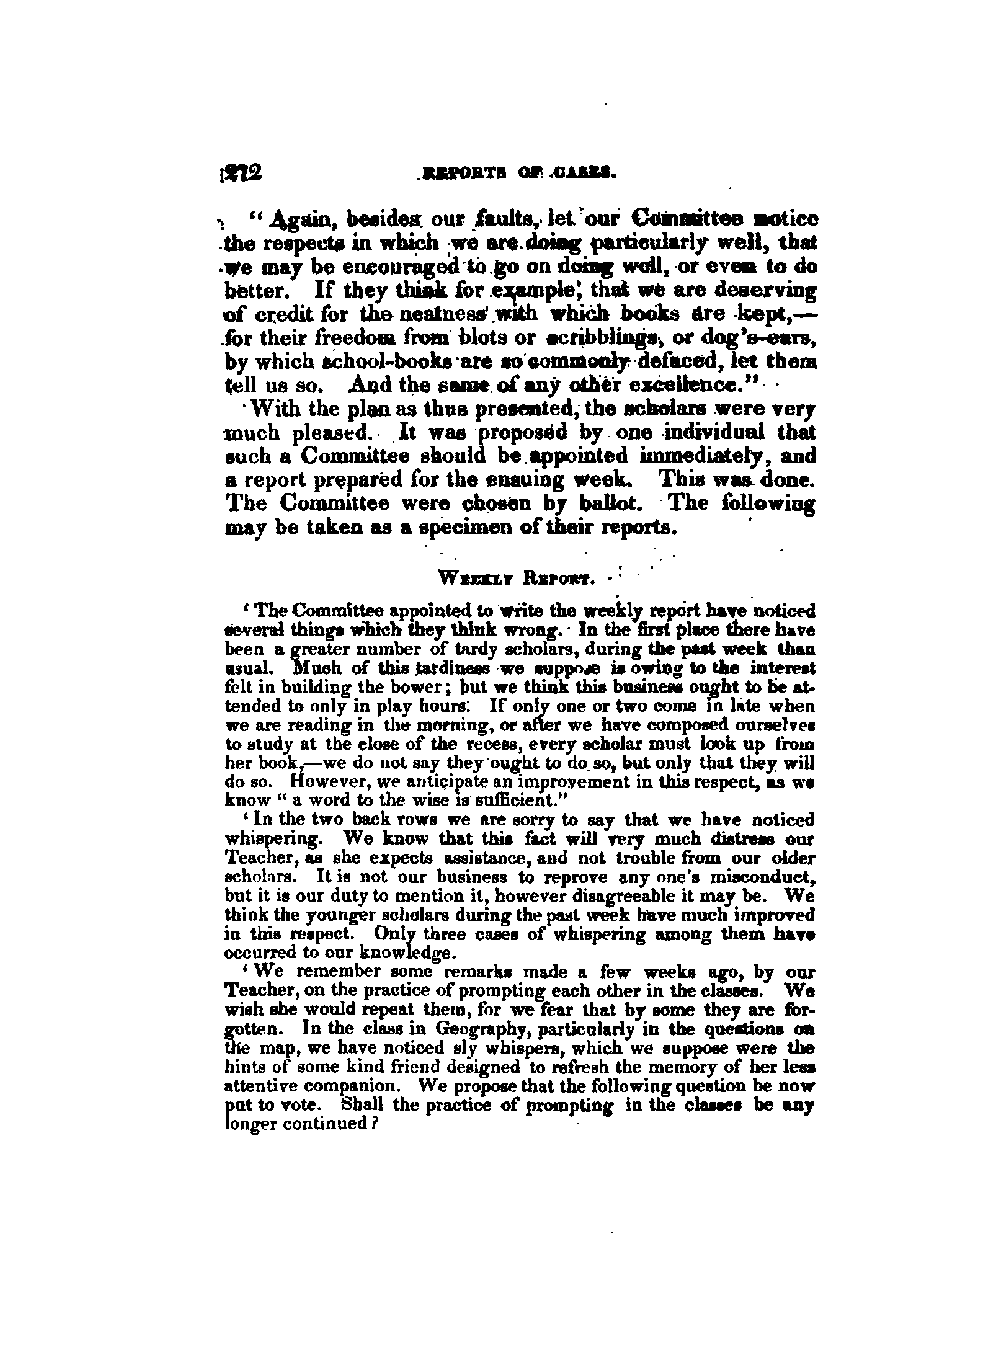 212 REPORTS OF CASES.
“ Again, besides our faults, let our Committee notice
the respects in which we are doing particularly well, that
we may be encouraged to go on doing well, or even to do
better. If they think for example, that we are deserving
of credit for the neatness with which books are kept,—
for their freedom from blots or scribblings, or dog’s-ears,
by which school-books are so commonly defaced, let them
tell us so. And the same of any other excellence.”
With the plan as thus presented, the scholars were very
much pleased. It was proposed by one individual that
such a Committee should be appointed immediately, and
a report prepared for the ensuing week. This was done.
The Committee were chosen by ballot. The following
may be taken as a specimen of their reports.
WEEKLY REPORT.
‘ The Committee appointed to write the weekly report have noticed
several things which they think wrong. In the first place there have
been a greater number of tardy scholars, during the past week than
usual. Much of this tardiness we suppose is owing to the interest
felt in building the bower; but we think this business ought to be at-
tended to only in play hours. If only one or two come in late when
we are reading in the morning, or after we have composed ourselves
to study at the close of the recess, every scholar must look up from
her book,—we do not say they ought to do so, but only that they will
do so. However, we anticipate an improvement in this respect, as we
know “ a word to the wise is sufficient.”
‘ In the two back rows we are sorry to say that we have noticed
whispering. We know that this fact will very much distress our
Teacher, as she expects assistance, and not trouble from our older
scholars. It is not our business to reprove any one’s misconduct,
but it is our duty to mention it, however disagreeable it may be. We
think the younger scholars during the past week have much improved
in this respect. Only three cases of whispering among them have
occurred to our knowledge.
‘ We remember some remarks made a few weeks ago, by our
Teacher, on the practice of prompting each other in the classes. We
wish she would repeat them, for we fear that by some they are for-
gotten. In the class in Geography, particularly in the questions on
the map, we have noticed sly whispers, which we suppose were the
hints of some kind friend designed to refresh the memory of her less
attentive companion. We propose that the following question be now
put to vote. Shall the practice of prompting in the classes be any
longer continued ?